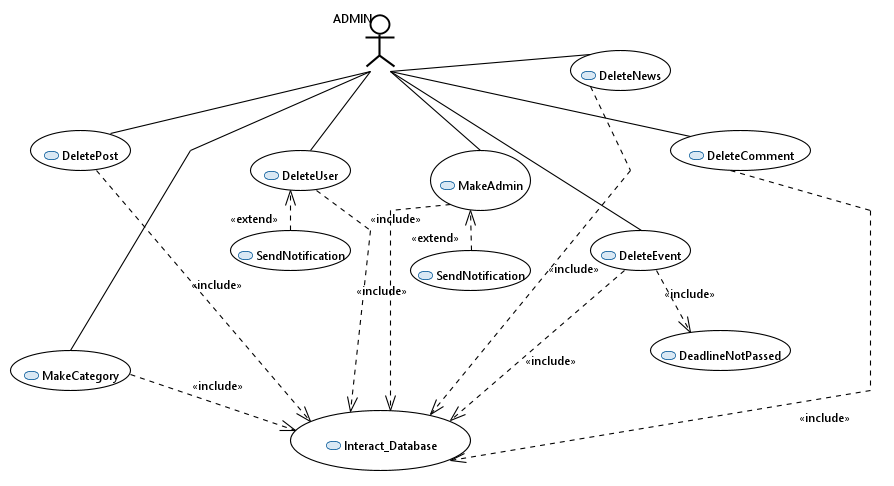 ADMIN
DeleteNews
DeletePost
DeleteUser
MakeAdmin
DeleteComment
«extend»
«include»
«extend»
SendNotification
SendNotification
DeleteEvent
«include»
«include»
«include»
«include»
DeadlineNotPassed
«include»
MakeCategory
«include»
«include»
Interact_Database